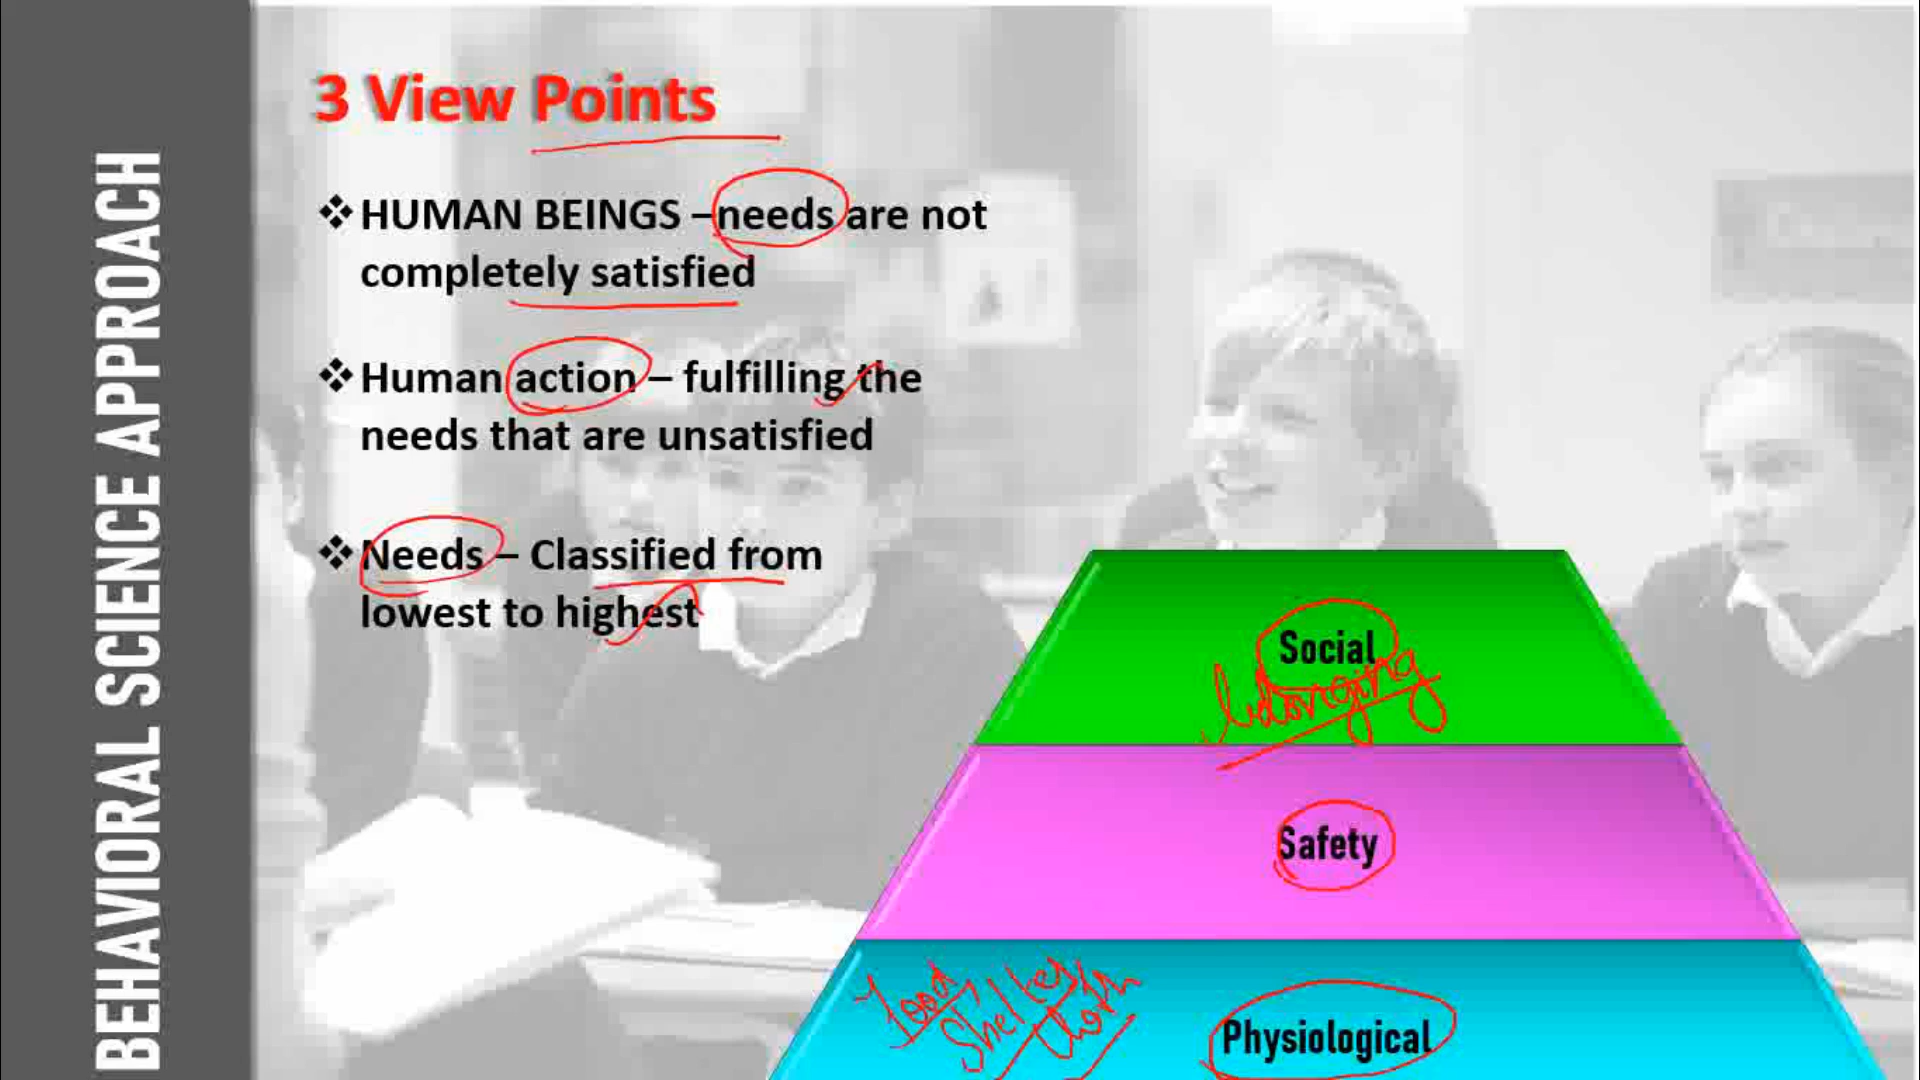 BEHAVIORAL SCIENCE APPROACH
3 View Points
❖HUMAN BEINGS –needs are not
completely satisfied
❖Human action – fulfilling the
needs that are unsatisfied
❖Needs – Classified from
lowest to highest
Social
belonging
Safety
Food
Shelter
cloth
Physiological